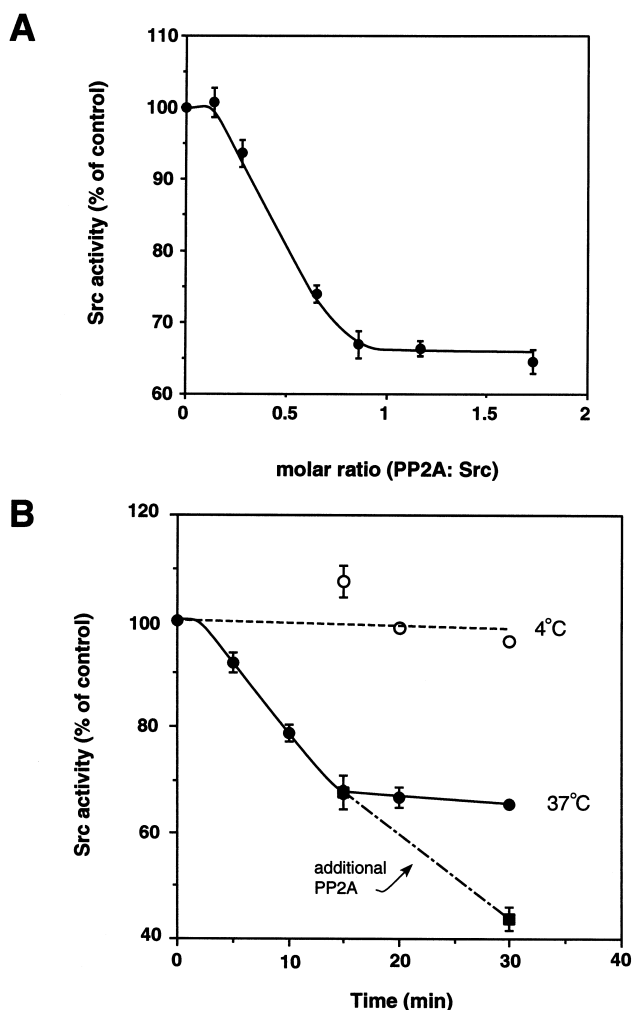 A
110
100
90
80
70
60
Src activity (% of control)
0 0.5 1 1.5 2
molar ratio (PP2A: Src)
B
120
100
80
60
40
Src activity (% of control)
4°C
37°C
additional
PP2A
0 10 20 30 40
Time (min)